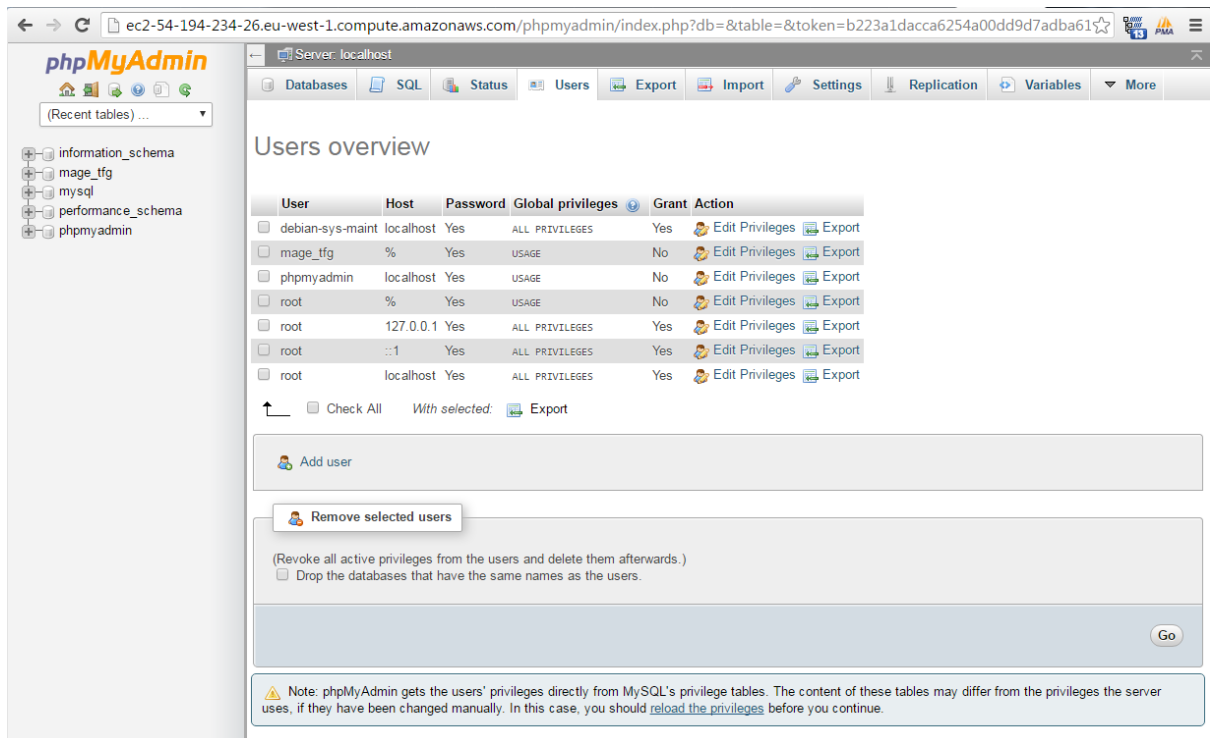 ec2-54-194-234-26.eu-west-1.compute.amazonaws.com/phpmyadmin/index.php?db=&table=&token=b223a1dacca6254a00dd9d7adba61
13 PMA
phpMyAdmin
(Recent tables) ...
information_schema
mage_tfg
mysql
performance_schema
phpmyadmin
Server: localhost
Databases SQL Status Users Export Import Settings Replication Variables More
Users overview
User Host Password Global privileges Grant Action
debian-sys-maint localhost Yes ALL PRIVILEGES Yes Edit Privileges Export
mage_tfg % Yes USAGE No Edit Privileges Export
phpmyadmin localhost Yes USAGE No Edit Privileges Export
root % Yes USAGE No Edit Privileges Export
root 127.0.0.1 Yes ALL PRIVILEGES Yes Edit Privileges Export
root ::1 Yes ALL PRIVILEGES Yes Edit Privileges Export
root localhost Yes ALL PRIVILEGES Yes Edit Privileges Export
Check All With selected: Export
Add user
Remove selected users
(Revoke all active privileges from the users and delete them afterwards.)
Drop the databases that have the same names as the users.
Go
Note: phpMyAdmin gets the users' privileges directly from MySQL's privilege tables. The content of these tables may differ from the privileges the server
uses, if they have been changed manually. In this case, you should reload the privileges before you continue.